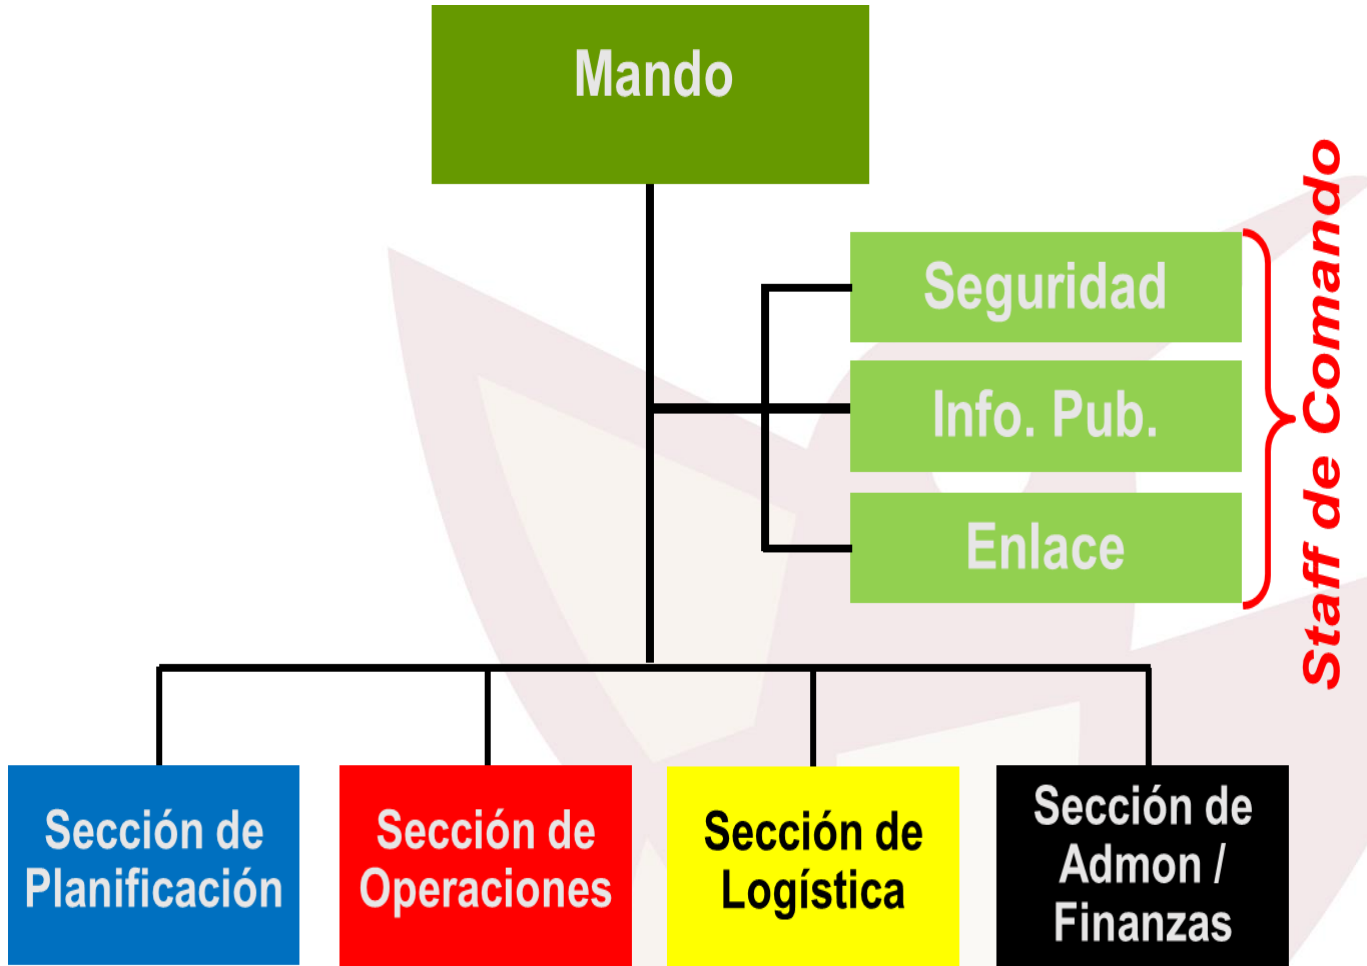 Mando
Seguridad
Info. Pub.
Enlace
Staff de Comando
Sección de
Planificación
Sección de
Operaciones
Sección de
Logística
Sección de
Admon /
Finanzas